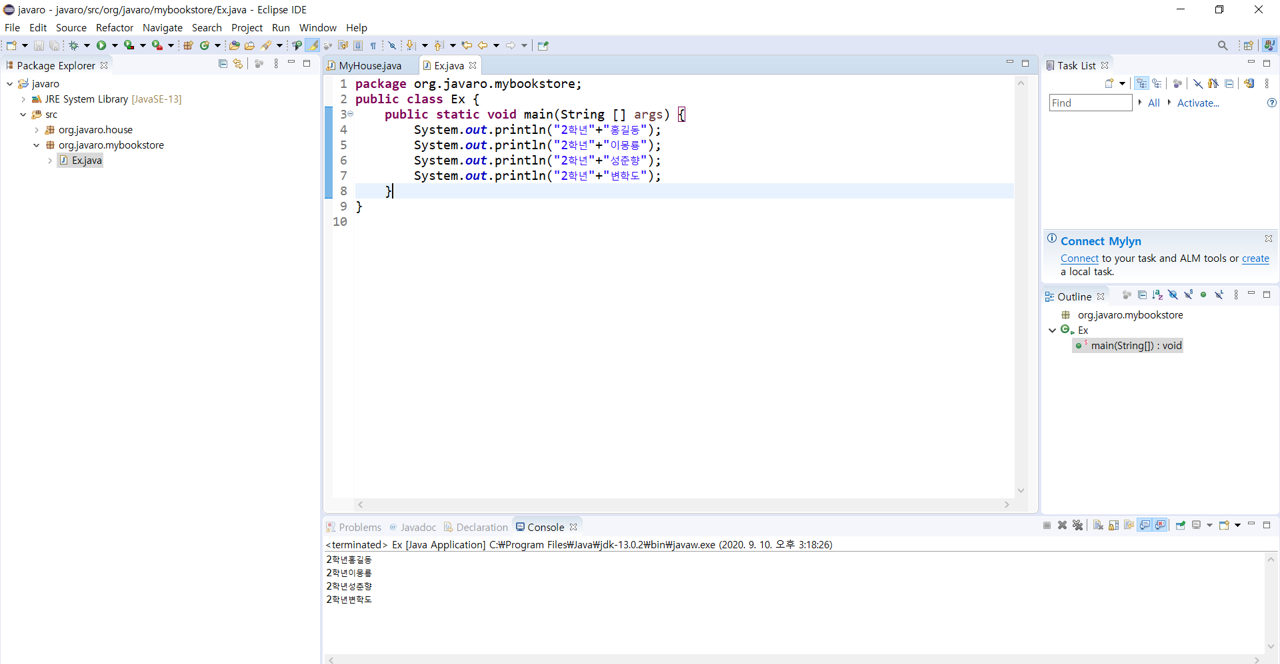 javaro - javaro/src/org/javaro/mybookstore/Ex.java - Eclipse IDE
File Edit Source Refactor Navigate Search Project Run Window Help
Package Explorer
javaro
JRE System Library [JavaSE-13]
src
org.javaro.house
org.javaro.mybookstore
Ex.java
MyHouse.java Ex.java
1 package org.javaro.mybookstore;
2 public class Ex {
3 public static void main(String [] args) {
4 System.out.println("2학년"+"홍길동");
5 System.out.println("2학년"+"이몽룡");
6 System.out.println("2학년"+"성준향");
7 System.out.println("2학년"+"변학도");
8 }
9 }
10
Task List
Find All Activate...
Connect Mylyn
Connect to your task and ALM tools or create
a local task.
Outline
org.javaro.mybookstore
Ex
main(String[]) : void
Problems Javadoc Declaration Console
<terminated> Ex [Java Application] C:₩Program Files₩Java₩jdk-13.0.2₩bin₩javaw.exe (2020. 9. 10. 오후 3:18:26)
2학년홍길동
2학년이몽룡
2학년성준향
2학년변학도